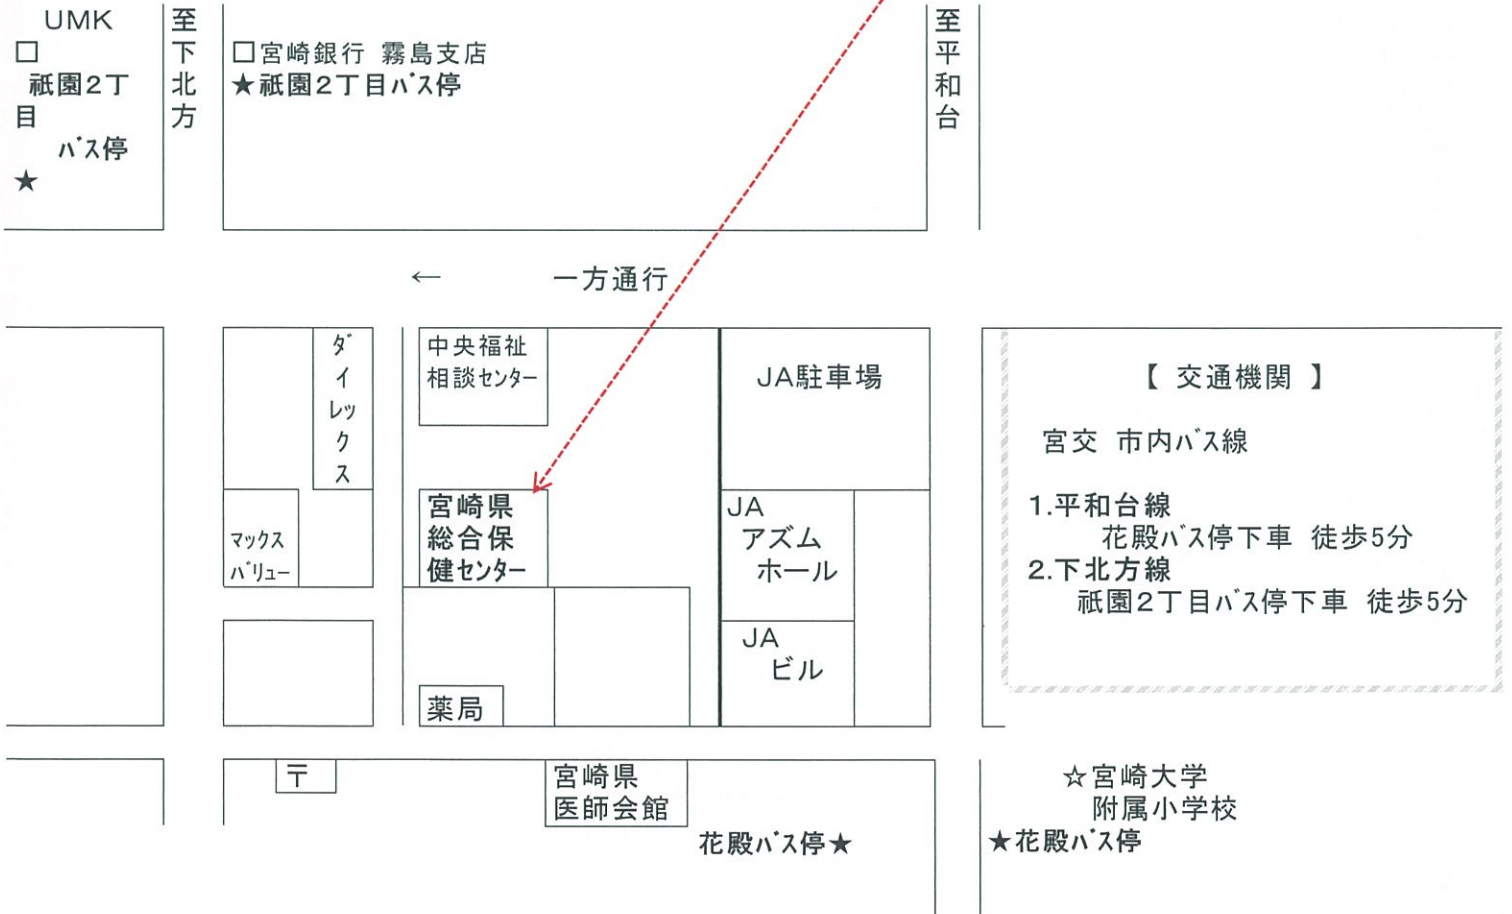 UMK
□
祇園２丁
目
バス停
★
至下北方
□宮崎銀行 霧島支店
★祇園２丁目バス停
至平和台
← 一方通行
ダイレックス
中央福祉
相談センター
JA駐車場
マックス
バリュー
宮崎県
総合保
健センター
JA
アズム
ホール
JA
ビル
薬局
【 交通機関 】
宮交 市内バス線
1.平和台線
花殿バス停下車 徒歩5分
2.下北方線
祇園２丁目バス停下車 徒歩5分
〒
宮崎県
医師会館
花殿バス停★
☆宮崎大学
附属小学校
★花殿バス停